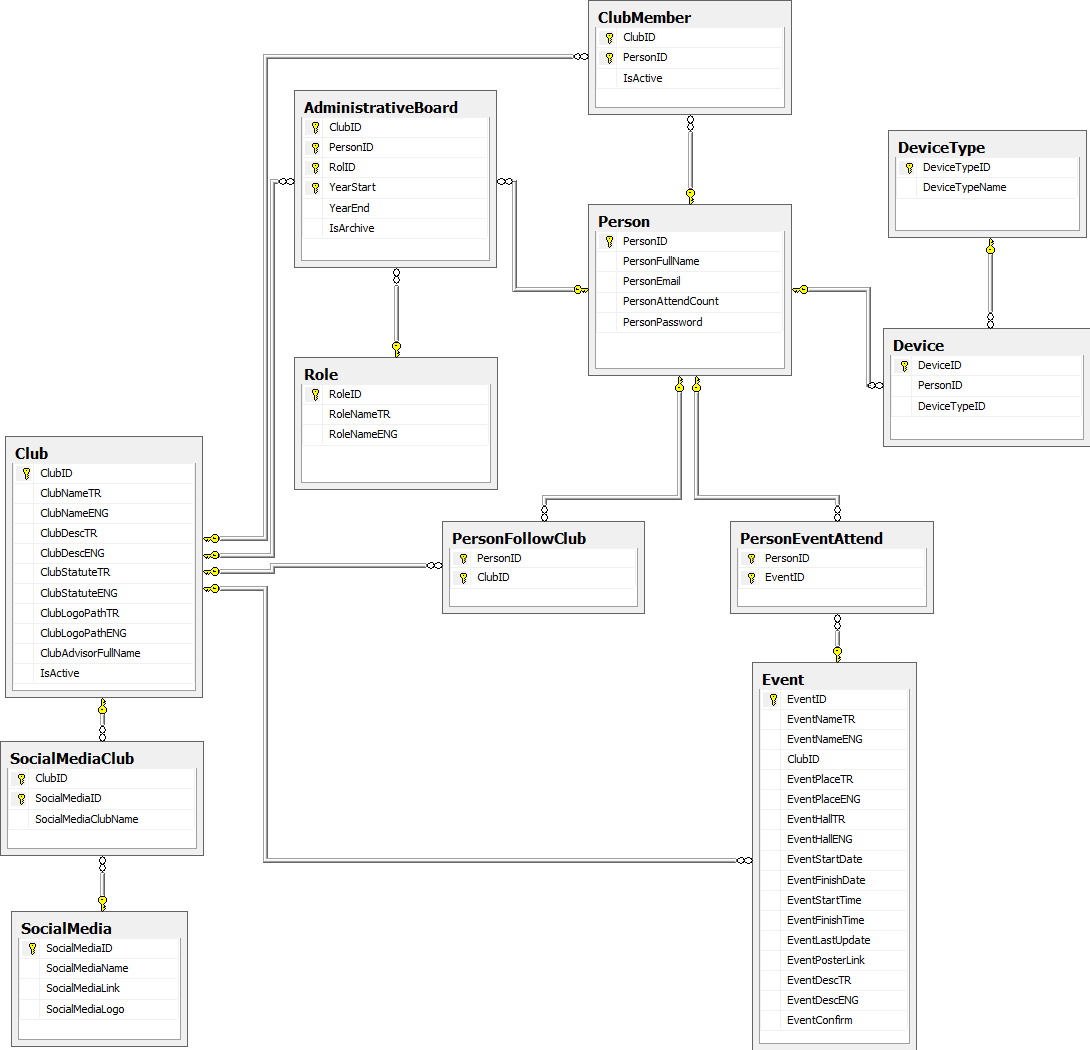 ClubMember
ClubID
PersonID
IsActive
AdministrativeBoard
ClubID
PersonID
RolID
YearStart
YearEnd
IsArchive
DeviceType
DeviceTypeID
DeviceTypeName
Person
PersonID
PersonFullName
PersonEmail
PersonAttendCount
PersonPassword
Device
DeviceID
PersonID
DeviceTypeID
Role
RoleID
RoleNameTR
RoleNameENG
Club
ClubID
ClubNameTR
ClubNameENG
ClubDescTR
ClubDescENG
ClubStatuteTR
ClubStatuteENG
ClubLogoPathTR
ClubLogoPathENG
ClubAdvisorFullName
IsActive
PersonFollowClub
PersonID
ClubID
PersonEventAttend
PersonID
EventID
Event
EventID
EventNameTR
EventNameENG
ClubID
EventPlaceTR
EventPlaceENG
EventHallTR
EventHallENG
EventStartDate
EventFinishDate
EventStartTime
EventFinishTime
EventLastUpdate
EventPosterLink
EventDescTR
EventDescENG
EventConfirm
SocialMediaClub
ClubID
SocialMediaID
SocialMediaClubName
SocialMedia
SocialMediaID
SocialMediaName
SocialMediaLink
SocialMediaLogo